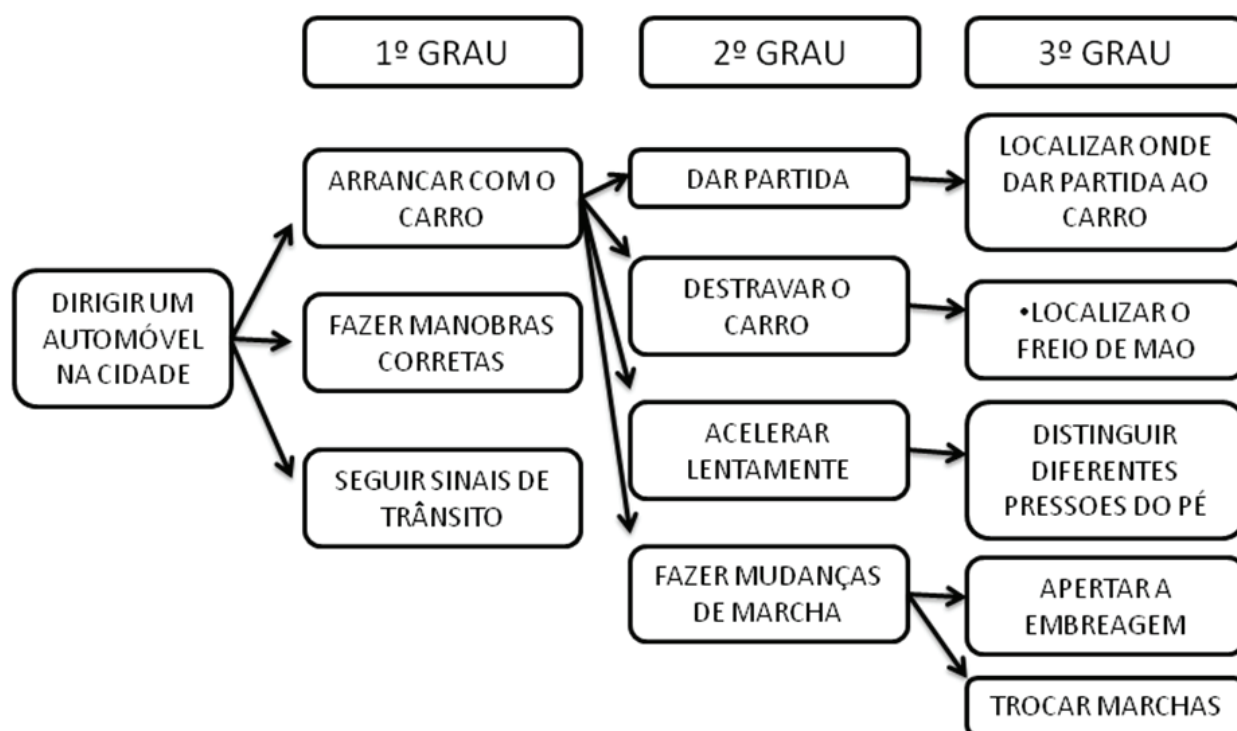 1º GRAU
2º GRAU
3º GRAU
DIRIGIR UM
AUTOMÓVEL
NA CIDADE
ARRANCAR COM O
CARRO
FAZER MANOBRAS
CORRETAS
SEGUIR SINAIS DE
TRÂNSITO
DAR PARTIDA
DESTRAVAR O
CARRO
ACELERAR
LENTAMENTE
FAZER MUDANÇAS
DE MARCHA
LOCALIZAR ONDE
DAR PARTIDA AO
CARRO
•LOCALIZAR O
FREIO DE MAO
DISTINGUIR
DIFERENTES
PRESSOES DO PÉ
APERTAR A
EMBREAGEM
TROCAR MARCHAS